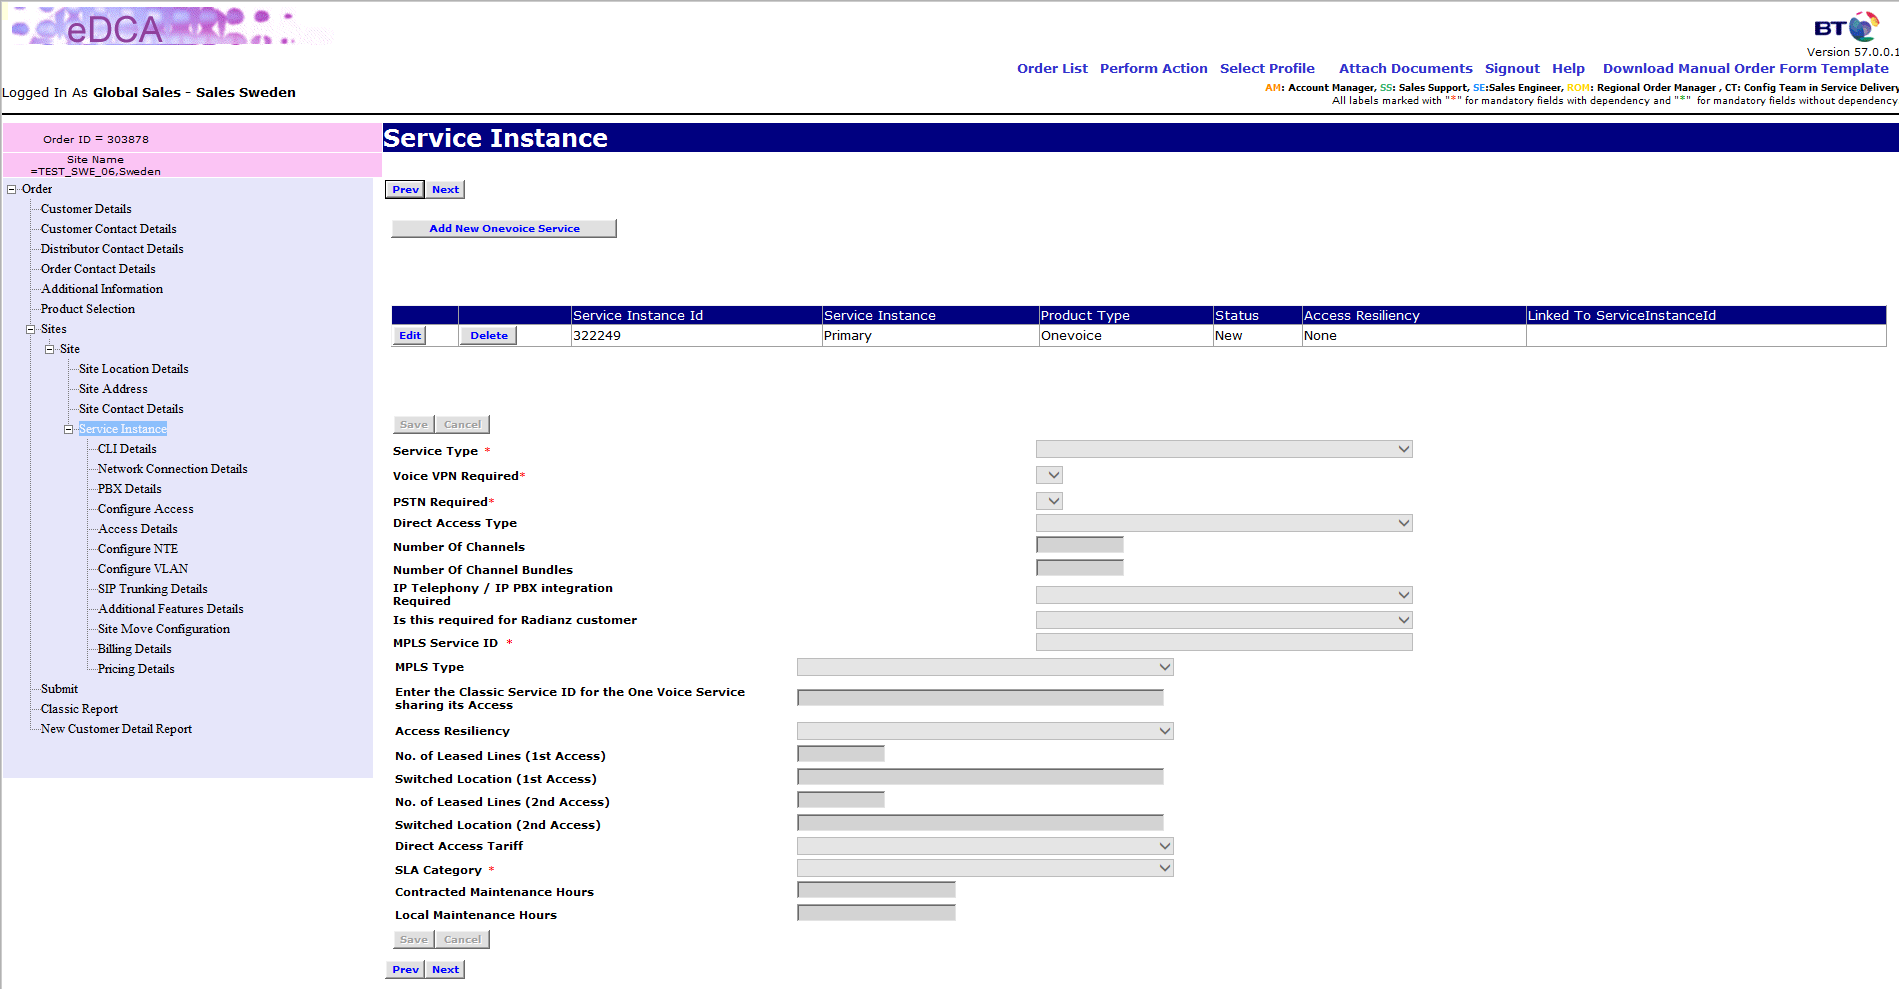 eDCA
BT
Version 57.0.0.1
Order List Perform Action Select Profile Attach Documents Signout Help Download Manual Order Form Template
Logged In As Global Sales - Sales Sweden
AM: Account Manager, SS: Sales Support, SE:Sales Engineer, ROM: Regional Order Manager , CT: Config Team in Service Delivery
All labels marked with "*" for mandatory fields with dependency and "*" for mandatory fields without dependency
Order ID = 303878
Site Name
=TEST_SWE_06,Sweden
Order
Customer Details
Customer Contact Details
Distributor Contact Details
Order Contact Details
Additional Information
Product Selection
Sites
Site
Site Location Details
Site Address
Site Contact Details
Service Instance
CLI Details
Network Connection Details
PBX Details
Configure Access
Access Details
Configure NTE
Configure VLAN
SIP Trunking Details
Additional Features Details
Site Move Configuration
Billing Details
Pricing Details
Submit
Classic Report
New Customer Detail Report
Service Instance
Prev Next
Add New Onevoice Service
Service Instance Id Service Instance Product Type Status Access Resiliency Linked To ServiceInstanceId
Edit Delete 322249 Primary Onevoice New None
Save Cancel
Service Type *
Voice VPN Required*
PSTN Required*
Direct Access Type
Number Of Channels
Number Of Channel Bundles
IP Telephony / IP PBX integration
Required
Is this required for Radianz customer
MPLS Service ID *
MPLS Type
Enter the Classic Service ID for the One Voice Service
sharing its Access
Access Resiliency
No. of Leased Lines (1st Access)
Switched Location (1st Access)
No. of Leased Lines (2nd Access)
Switched Location (2nd Access)
Direct Access Tariff
SLA Category *
Contracted Maintenance Hours
Local Maintenance Hours
Save Cancel
Prev Next